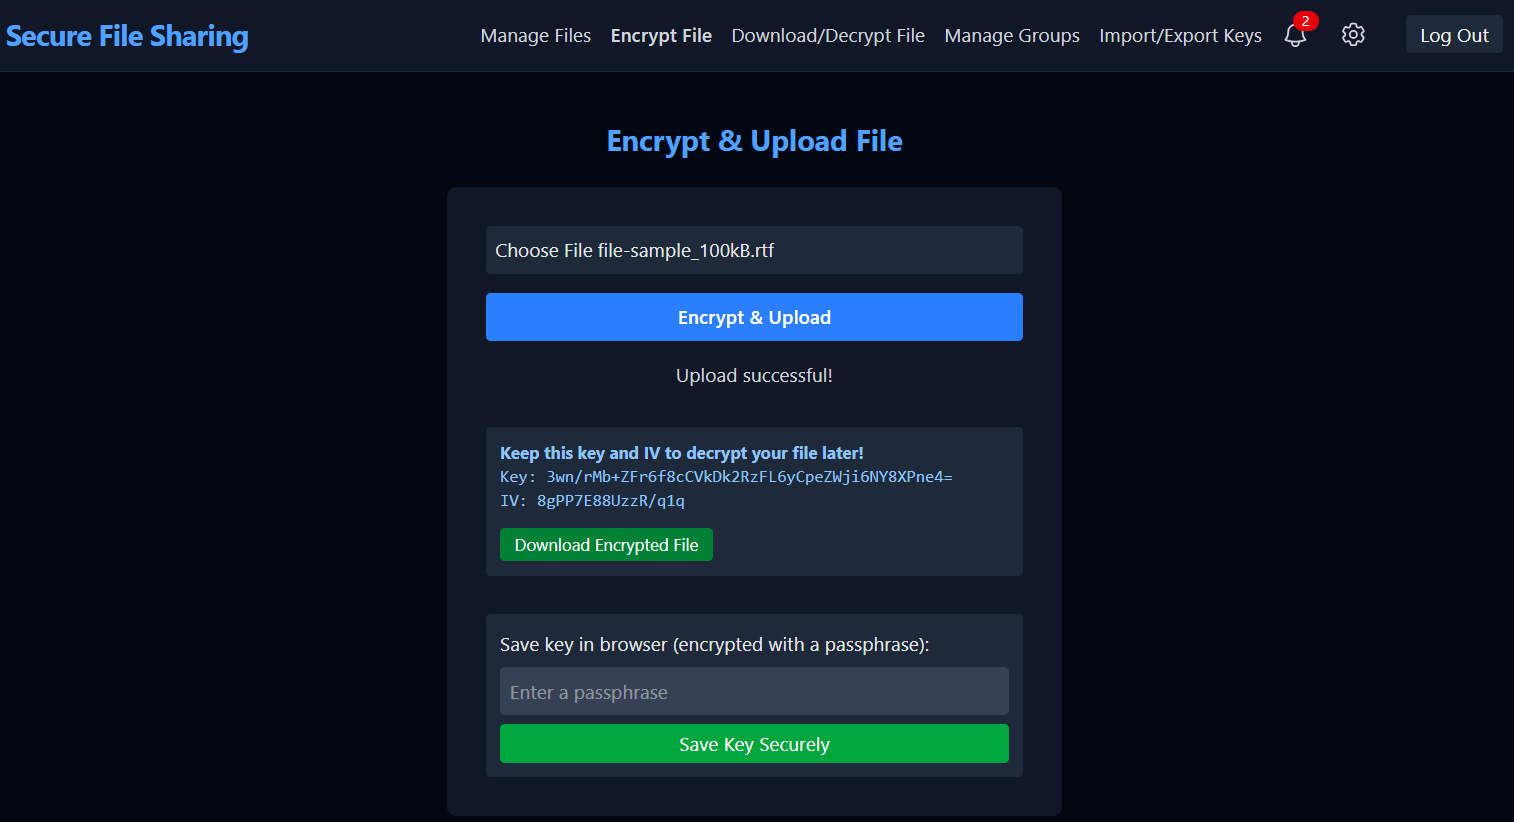 Secure File Sharing
Manage Files
Encrypt File
Download/Decrypt File
Manage Groups
Import/Export Keys
2
Log Out
Encrypt & Upload File
Choose File file-sample_100kB.rtf
Encrypt & Upload
Upload successful!
Keep this key and IV to decrypt your file later!
Key: 3wn/rMb+ZFr6f8cCVkDk2RzFL6yCpeZWji6NY8XPne4=
IV: 8gPP7E88UzzR/q1q
Download Encrypted File
Save key in browser (encrypted with a passphrase):
Enter a passphrase
Save Key Securely